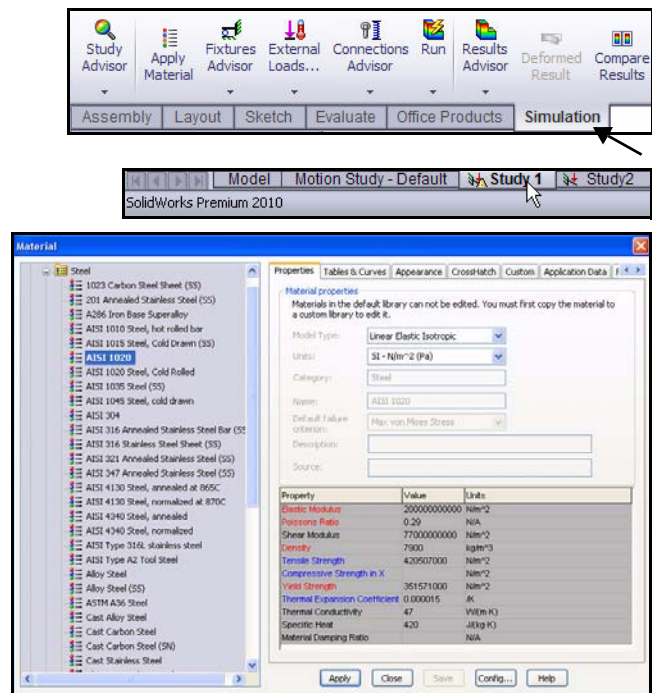 Study Advisor
Apply Material
Fixtures Advisor
External Loads...
Connections Advisor
Run
Results Advisor
Deformed Result
Compare Results
Assembly Layout Sketch Evaluate Office Products Simulation
Model Motion Study - Default Study 1 Study2
SolidWorks Premium 2010
Material
Steel
1023 Carbon Steel Sheet (SS)
201 Annealed Stainless Steel (SS)
A286 Iron Base Superalloy
AISI 1010 Steel, hot rolled bar
AISI 1015 Steel, Cold Drawn (SS)
AISI 1020
AISI 1020 Steel, Cold Rolled
AISI 1035 Steel (SS)
AISI 1045 Steel, cold drawn
AISI 304
AISI 316 Annealed Stainless Steel Bar (SS
AISI 316 Stainless Steel Sheet (SS)
AISI 321 Annealed Stainless Steel (SS)
AISI 347 Annealed Stainless Steel (SS)
AISI 4130 Steel, annealed at 865C
AISI 4130 Steel, normalized at 870C
AISI 4340 Steel, annealed
AISI 4340 Steel, normalized
AISI Type 316L stainless steel
AISI Type A2 Tool Steel
Alloy Steel
Alloy Steel (SS)
ASTM A36 Steel
Cast Alloy Steel
Cast Carbon Steel
Cast Carbon Steel (SN)
Cast Stainless Steel
Properties Tables & Curves Appearance CrossHatch Custom Application Data
Material properties
Materials in the default library can not be edited. You must first copy the material to
a custom library to edit it.
Model Type: Linear Elastic Isotropic
Units: SI - N/m^2 (Pa)
Category: Steel
Name: AISI 1020
Default failure criterion: Max von Mises Stress
Description:
Source:
Property Value Units
Elastic Modulus 200000000000 N/m^2
Poissons Ratio 0.29 N/A
Shear Modulus 77000000000 N/m^2
Density 7900 kg/m^3
Tensile Strength 420507000 N/m^2
Compressive Strength in X N/m^2
Yield Strength 351571000 N/m^2
Thermal Expansion Coefficient 0.000015 /K
Thermal Conductivity 47 W/(m·K)
Specific Heat 420 J/(kg·K)
Material Damping Ratio N/A
Apply Close Save Config... Help